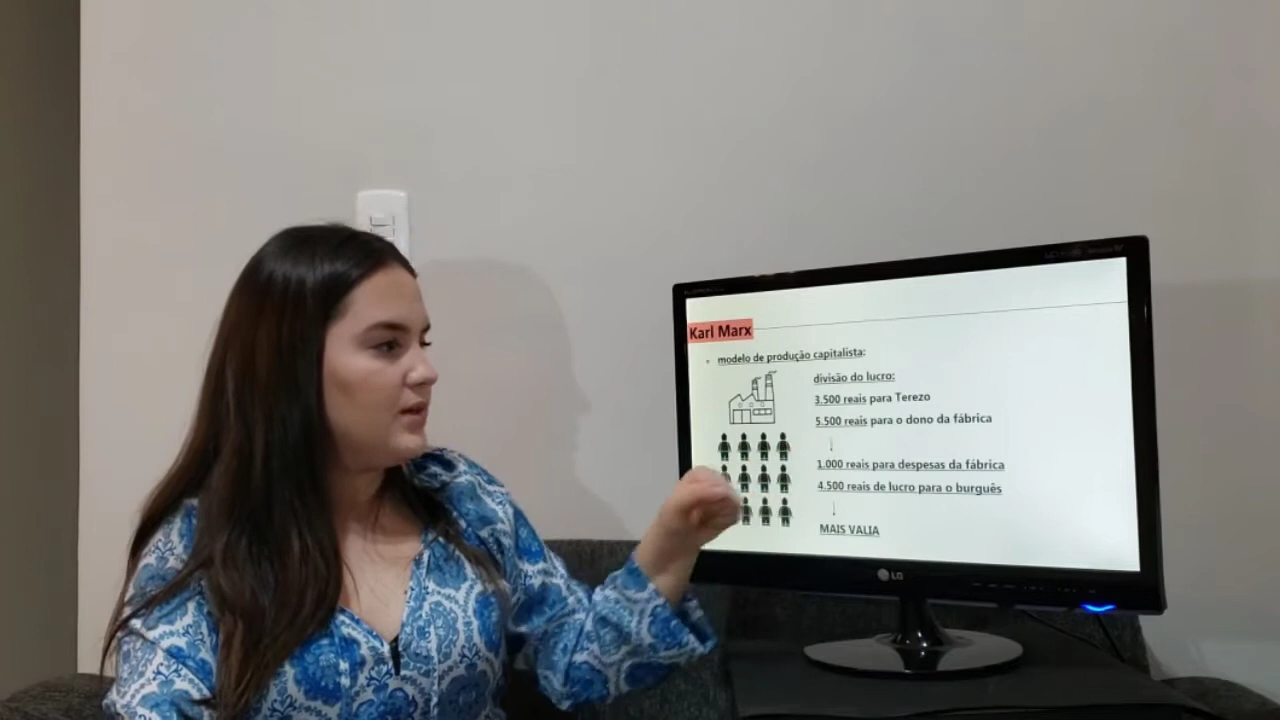 Karl Marx
modelo de produção capitalista:
divisão do lucro:
3.500 reais para Terezo
5.500 reais para o dono da fábrica
1.000 reais para despesas da fábrica
4.500 reais de lucro para o burguês
MAIS VALIA
LG